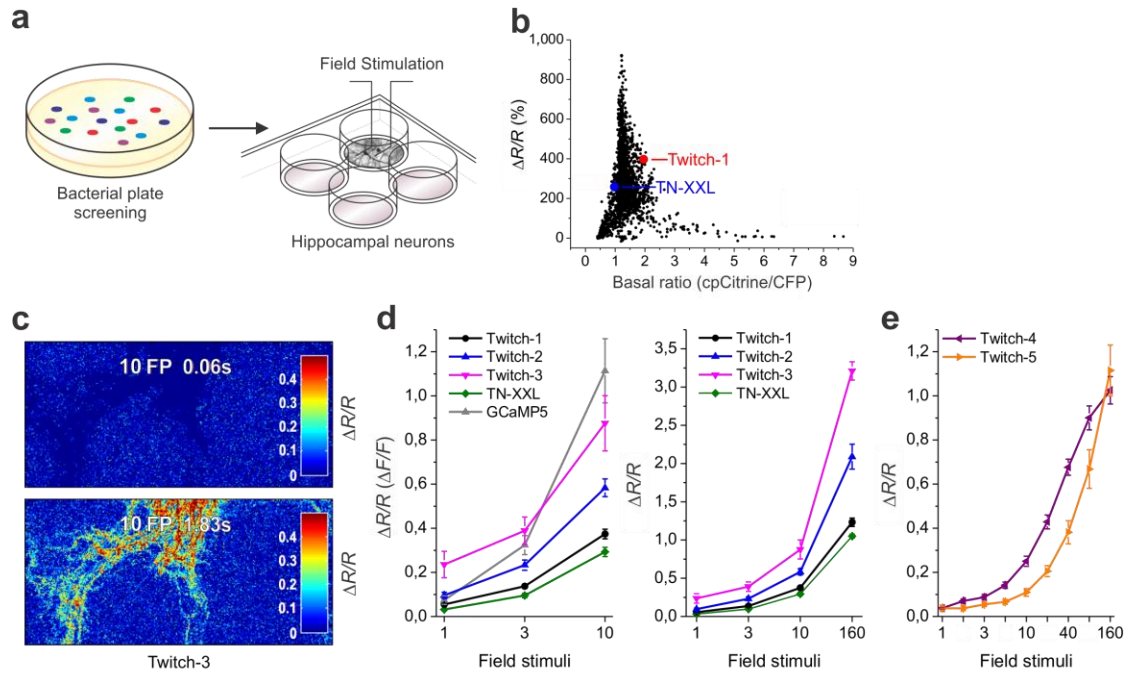 a
Bacterial plate
screening
Field Stimulation
Hippocampal neurons
b
1,000
800
600
400
200
0
ΔR/R (%)
Twitch-1
TN-XXL
0 1 2 3 4 5 6 7 8 9
Basal ratio (cpCitrine/CFP)
c
10 FP 0.06s
0.4
0.3
0.2
0.1
0
ΔR/R
10 FP 1.83s
0.4
0.3
0.2
0.1
0
ΔR/R
Twitch-3
d
Twitch-1
Twitch-2
Twitch-3
TN-XXL
GCaMP5
1,2
1,0
0,8
0,6
0,4
0,2
0,0
ΔR/R (ΔF/F)
1 3 10
Field stimuli
Twitch-1
Twitch-2
Twitch-3
TN-XXL
3.5
3.0
2.5
2.0
1.5
1.0
0,5
0,0
ΔR/R
1 3 10 160
Field stimuli
e
Twitch-4
Twitch-5
1,2
1,0
0,8
0,6
0,4
0,2
0,0
ΔR/R
1 3 10 40 160
Field stimuli